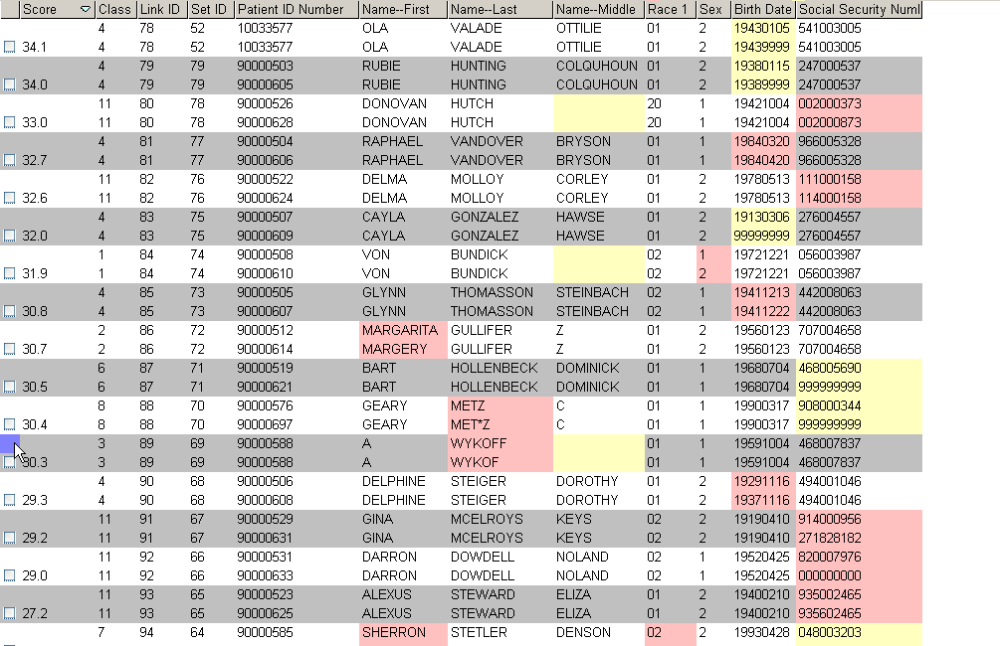 Score Class Link ID Set ID Patient ID Number Name--First Name--Last Name--Middle Race 1 Sex Birth Date Social Security Numl
4 78 52 10033577 OLA VALADE OTTILIE 01 2 19430105 541003005
34.1 4 78 52 10033577 OLA VALADE OTTILIE 01 2 19439999 541003005
4 79 79 90000503 RUBIE HUNTING COLQUHOUN 01 2 19380115 247000537
34.0 4 79 79 90000605 RUBIE HUNTING COLQUHOUN 01 2 19389999 247000537
11 80 78 90000526 DONOVAN HUTCH 20 1 19421004 002000373
33.0 11 80 78 90000628 DONOVAN HUTCH 20 1 19421004 002000873
4 81 77 90000504 RAPHAEL VANDOVER BRYSON 01 1 19840320 966005328
32.7 4 81 77 90000606 RAPHAEL VANDOVER BRYSON 01 1 19840420 966005328
11 82 76 90000522 DELMA MOLLOY CORLEY 01 2 19780513 111000158
32.6 11 82 76 90000624 DELMA MOLLOY CORLEY 01 2 19780513 114000158
4 83 75 90000507 CAYLA GONZALEZ HAWSE 01 2 19130306 276004557
32.0 4 83 75 90000609 CAYLA GONZALEZ HAWSE 01 2 99999999 276004557
1 84 74 90000508 VON BUNDICK 02 1 19721221 056003987
31.9 1 84 74 90000610 VON BUNDICK 02 2 19721221 056003987
4 85 73 90000505 GLYNN THOMASSON STEINBACH 02 1 19411213 442008063
30.8 4 85 73 90000607 GLYNN THOMASSON STEINBACH 02 1 19411222 442008063
2 86 72 90000512 MARGARITA GULLIFER Z 01 2 19560123 707004658
30.7 2 86 72 90000614 MARGERY GULLIFER Z 01 2 19560123 707004658
6 87 71 90000519 BART HOLLENBECK DOMINICK 01 1 19680704 468005690
30.5 6 87 71 90000621 BART HOLLENBECK DOMINICK 01 1 19680704 999999999
8 88 70 90000576 GEARY METZ C 01 1 19900317 908000344
30.4 8 88 70 90000697 GEARY MET*Z C 01 1 19900317 999999999
3 89 69 90000588 A WYKOFF 01 1 19591004 468007837
30.3 3 89 69 90000588 A WYKOF 01 1 19591004 468007837
4 90 68 90000506 DELPHINE STEIGER DOROTHY 01 2 19291116 494001046
29.3 4 90 68 90000608 DELPHINE STEIGER DOROTHY 01 2 19371116 494001046
11 91 67 90000529 GINA MCELROYS KEYS 02 2 19190410 914000956
29.2 11 91 67 90000631 GINA MCELROYS KEYS 02 2 19190410 271828182
11 92 66 90000531 DARRON DOWDELL NOLAND 02 1 19520425 820007976
29.0 11 92 66 90000633 DARRON DOWDELL NOLAND 02 1 19520425 000000000
11 93 65 90000523 ALEXUS STEWARD ELIZA 01 2 19400210 935002465
27.2 11 93 65 90000625 ALEXUS STEWARD ELIZA 01 2 19400210 935602465
7 94 64 90000585 SHERRON STETLER DENSON 02 2 19930428 048003203